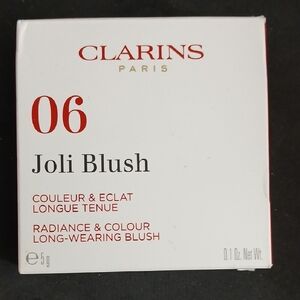 CLARINS
PARIS
06
Joli Blush
COULEUR & ECLAT
LONGUE TENUE
RADIANCE & COLOUR
LONG-WEARING BLUSH
e 5
0.1 Oz. Net Wt.